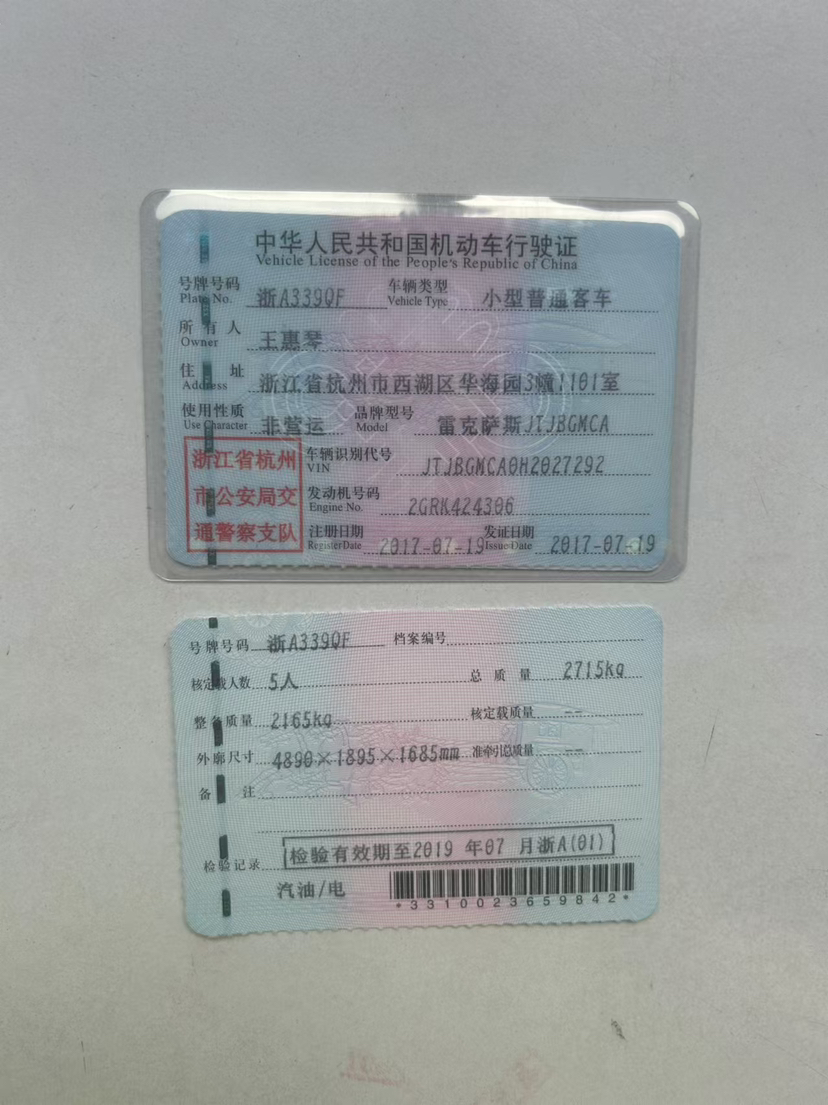 中华人民共和国机动车行驶证
Vehicle License of the People's Republic of China
号牌号码 浙A339QF 车辆类型 小型普通客车
Plate No. Vehicle Type
所有人 王惠琴
Owner
住址 浙江省杭州市西湖区华海园3幢1101室
Address
使用性质 非营运 品牌型号 雷克萨斯JTJBGMCA
Use Character Model
浙江省杭州
市公安局交
通警察支队
车辆识别代号 JTJBGMCA0H2027292
VIN
发动机号码 2GRK424306
Engine No.
注册日期 2017-07-19 发证日期 2017-07-19
Register Date Issue Date
号牌号码 浙A339QF 档案编号
核定载人数 5人 总质量 2715kg
整备质量 2165kg 核定载质量 --
外廓尺寸 4890×1895×1685mm 准牵引总质量 --
备注
检验记录 检验有效期至2019年07月浙A(01)
汽油/电
*3310023659842*